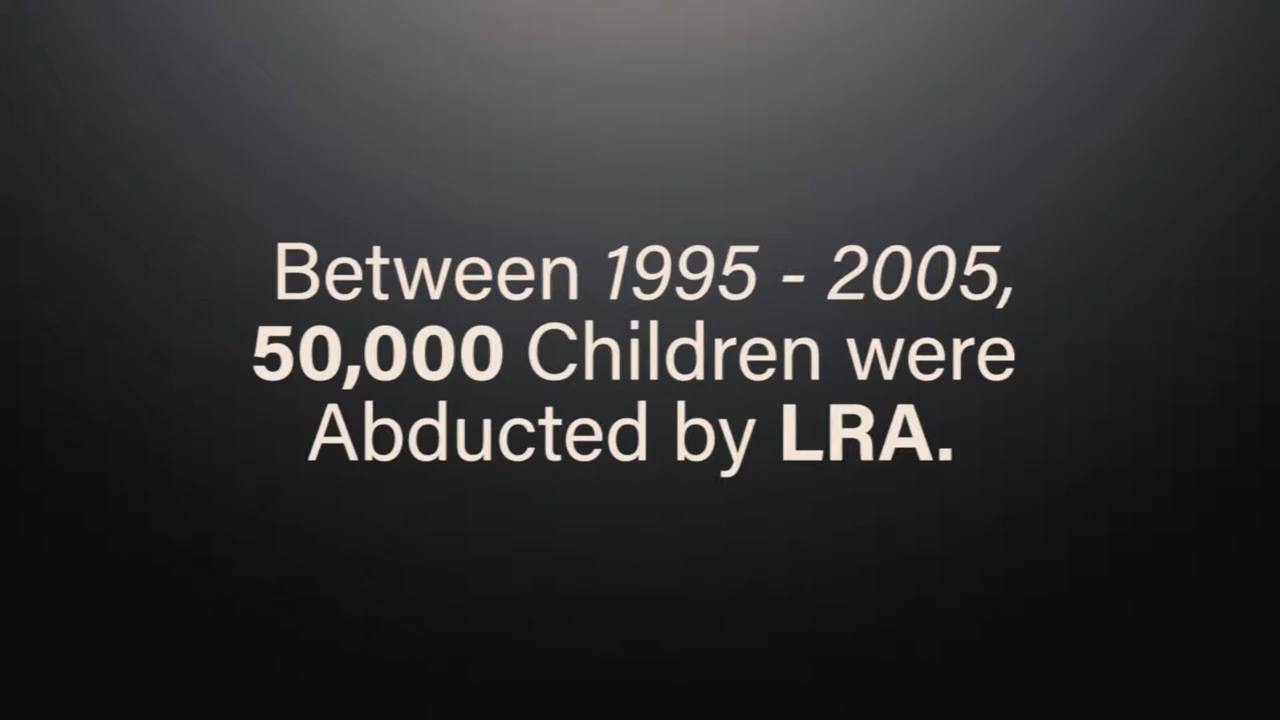 Between 1995 - 2005,
50,000 Children were
Abducted by LRA.